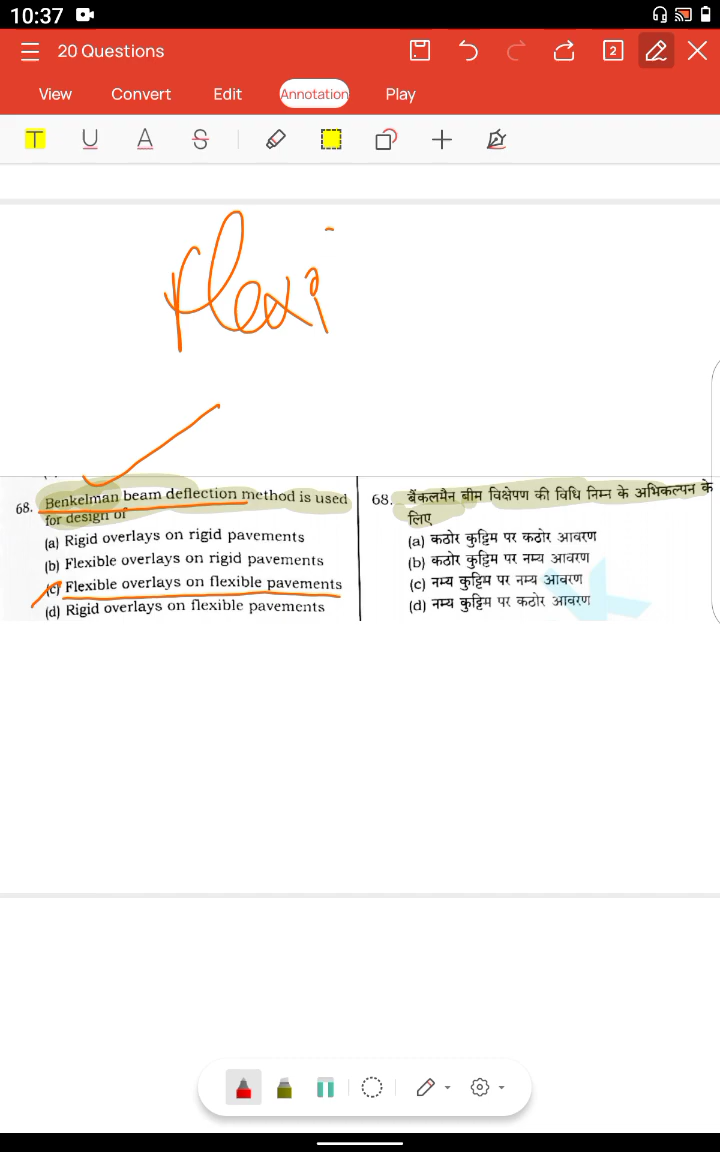 10:37
20 Questions
2
View Convert Edit Annotation Play
T U A S
flexi
68. Benkelman beam deflection method is used
for design of
(a) Rigid overlays on rigid pavements
(b) Flexible overlays on rigid pavements
(c) Flexible overlays on flexible pavements
(d) Rigid overlays on flexible pavements
68. बैंकलमैन बीम विक्षेपण की विधि निम्न के अभिकल्पन के
लिए
(a) कठोर कुट्टिम पर कठोर आवरण
(b) कठोर कुट्टिम पर नम्य आवरण
(c) नम्य कुट्टिम पर नम्य आवरण
(d) नम्य कुट्टिम पर कठोर आवरण